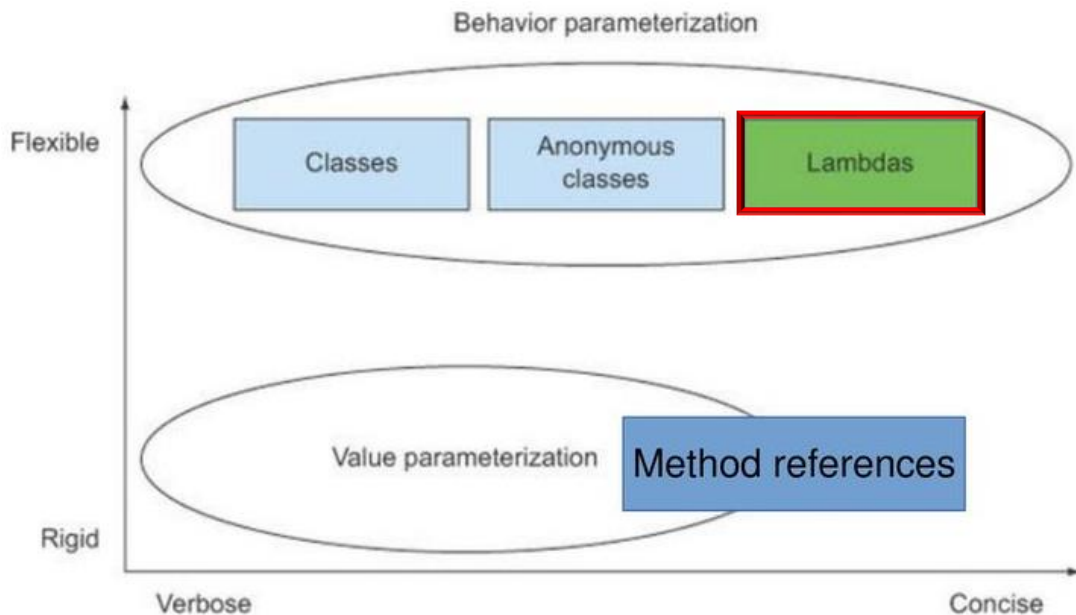 Behavior parameterization
Flexible
Classes
Anonymous
classes
Lambdas
Value parameterization
Method references
Rigid
Verbose
Concise